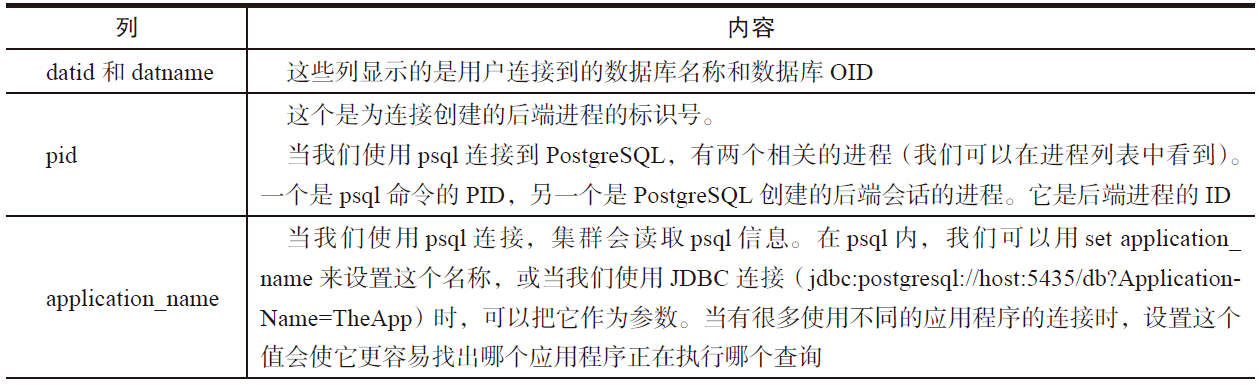 列 内容
datid 和 datname 这些列显示的是用户连接到的数据库名称和数据库 OID
这个是为连接创建的后端进程的标识号。
pid 当我们使用 psql 连接到 PostgreSQL，有两个相关的进程（我们可以在进程列表中看到）。
一个是 psql 命令的 PID，另一个是 PostgreSQL 创建的后端会话的进程。它是后端进程的 ID
当我们使用 psql 连接，集群会读取 psql 信息。在 psql 内，我们可以用 set application_
name 来设置这个名称，或当我们使用 JDBC 连接（jdbc:postgresql://host:5435/db?Application-
application_name Name=TheApp）时，可以把它作为参数。当有很多使用不同的应用程序的连接时，设置这个
值会使它更容易找出哪个应用程序正在执行哪个查询